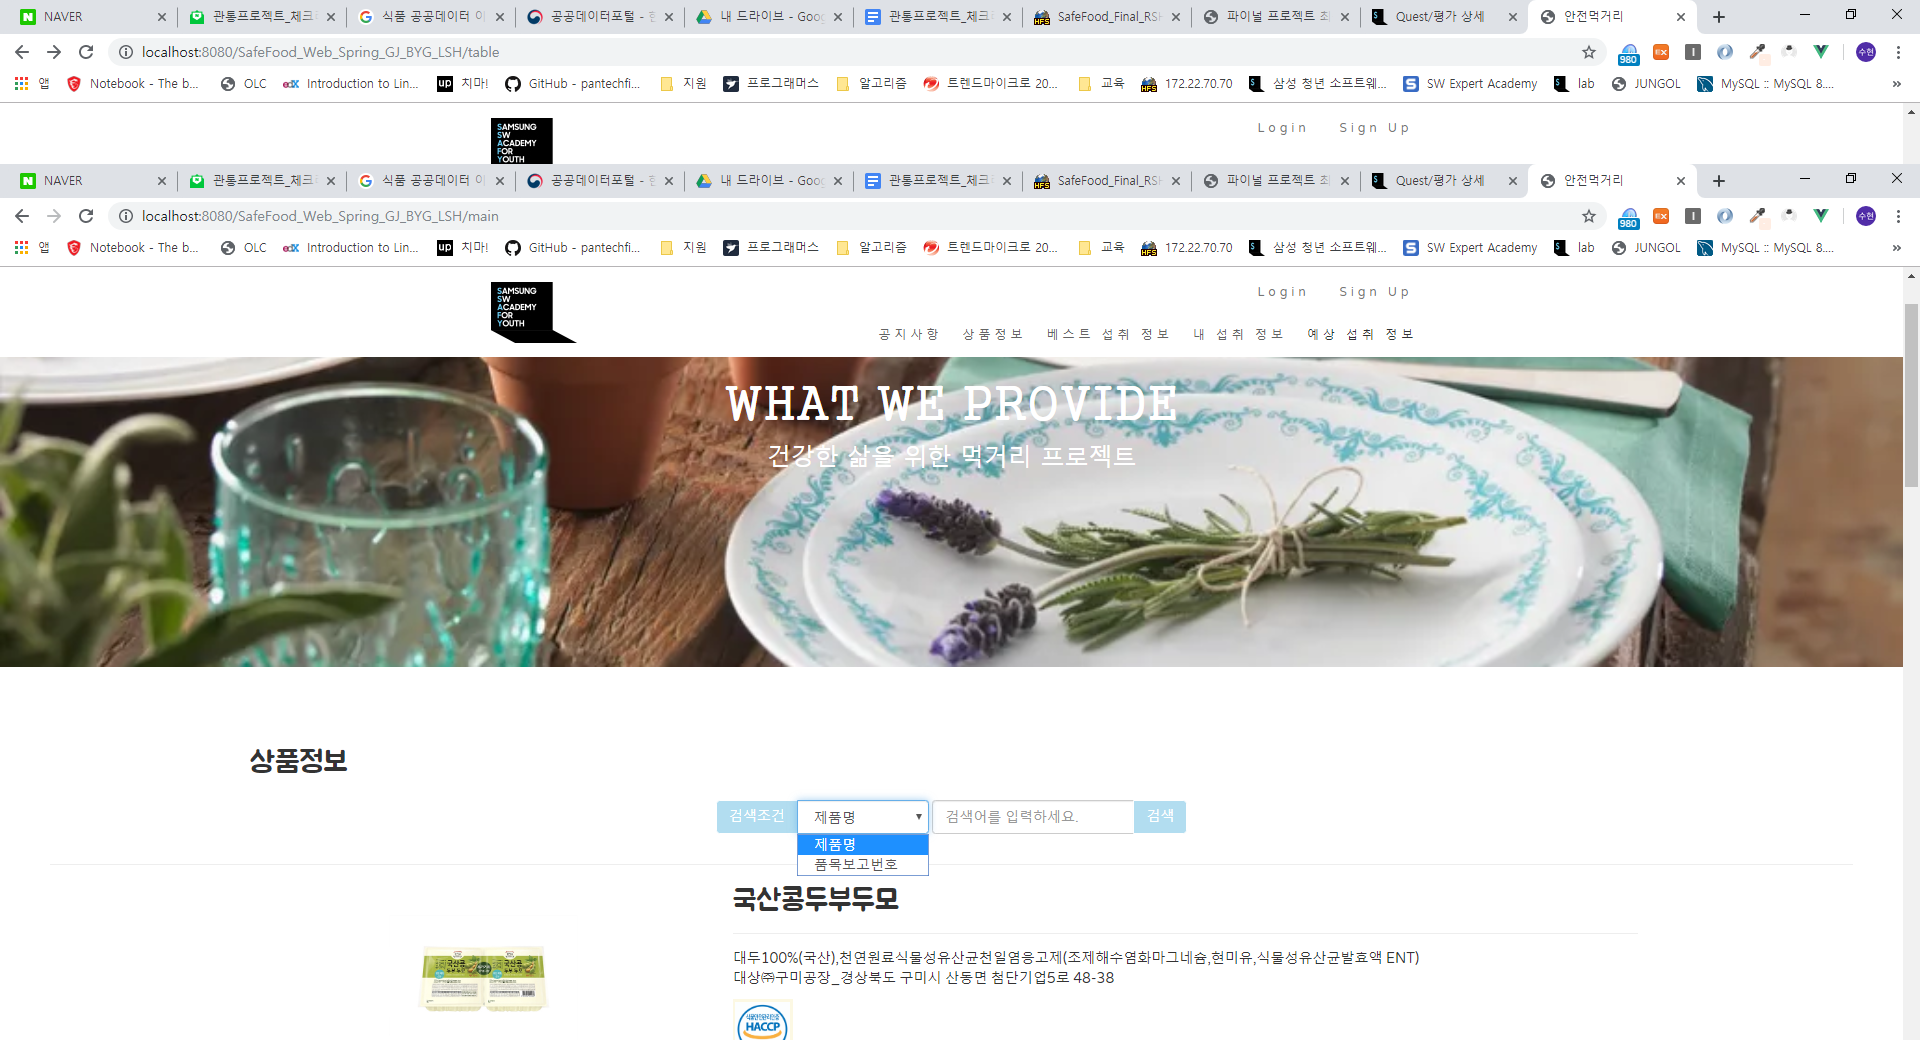 NAVER
관통프로젝트_체크
식품 공공데이터 이
공공데이터포털 - 한
내 드라이브 - Goog
관통프로젝트_체크
SafeFood_Final_RSH
파이널 프로젝트 최
Quest/평가 상세
안전먹거리
localhost:8080/SafeFood_Web_Spring_GJ_BYG_LSH/table
980
수현
앱
Notebook - The b...
OLC
edX
Introduction to Lin...
up
치마!
GitHub - pantechfi...
지원
프로그래머스
알고리즘
트렌드마이크로 20...
교육
HFS
172.22.70.70
삼성 청년 소프트웨...
SW Expert Academy
lab
JUNGOL
MySQL :: MySQL 8....
SAMSUNG
SW
ACADEMY
FOR
YOUTH
Login
Sign Up
NAVER
관통프로젝트_체크
식품 공공데이터 이
공공데이터포털 - 한
내 드라이브 - Goog
관통프로젝트_체크
SafeFood_Final_RSH
파이널 프로젝트 최
Quest/평가 상세
안전먹거리
localhost:8080/SafeFood_Web_Spring_GJ_BYG_LSH/main
980
수현
앱
Notebook - The b...
OLC
edX
Introduction to Lin...
up
치마!
GitHub - pantechfi...
지원
프로그래머스
알고리즘
트렌드마이크로 20...
교육
HFS
172.22.70.70
삼성 청년 소프트웨...
SW Expert Academy
lab
JUNGOL
MySQL :: MySQL 8....
SAMSUNG
SW
ACADEMY
FOR
YOUTH
Login
Sign Up
공지사항
상품정보
베스트 섭취 정보
내 섭취 정보
예상 섭취 정보
WHAT WE PROVIDE
건강한 삶을 위한 먹거리 프로젝트
상품정보
검색조건
제품명
검색어를 입력하세요.
검색
제품명
품목보고번호
국산콩두부두모
대두100%(국산),천연원료식물성유산균천일염응고제(조제해수염화마그네슘,현미유,식물성유산균발효액 ENT)
대상㈜구미공장_경상북도 구미시 산동면 첨단기업5로 48-38
HACCP